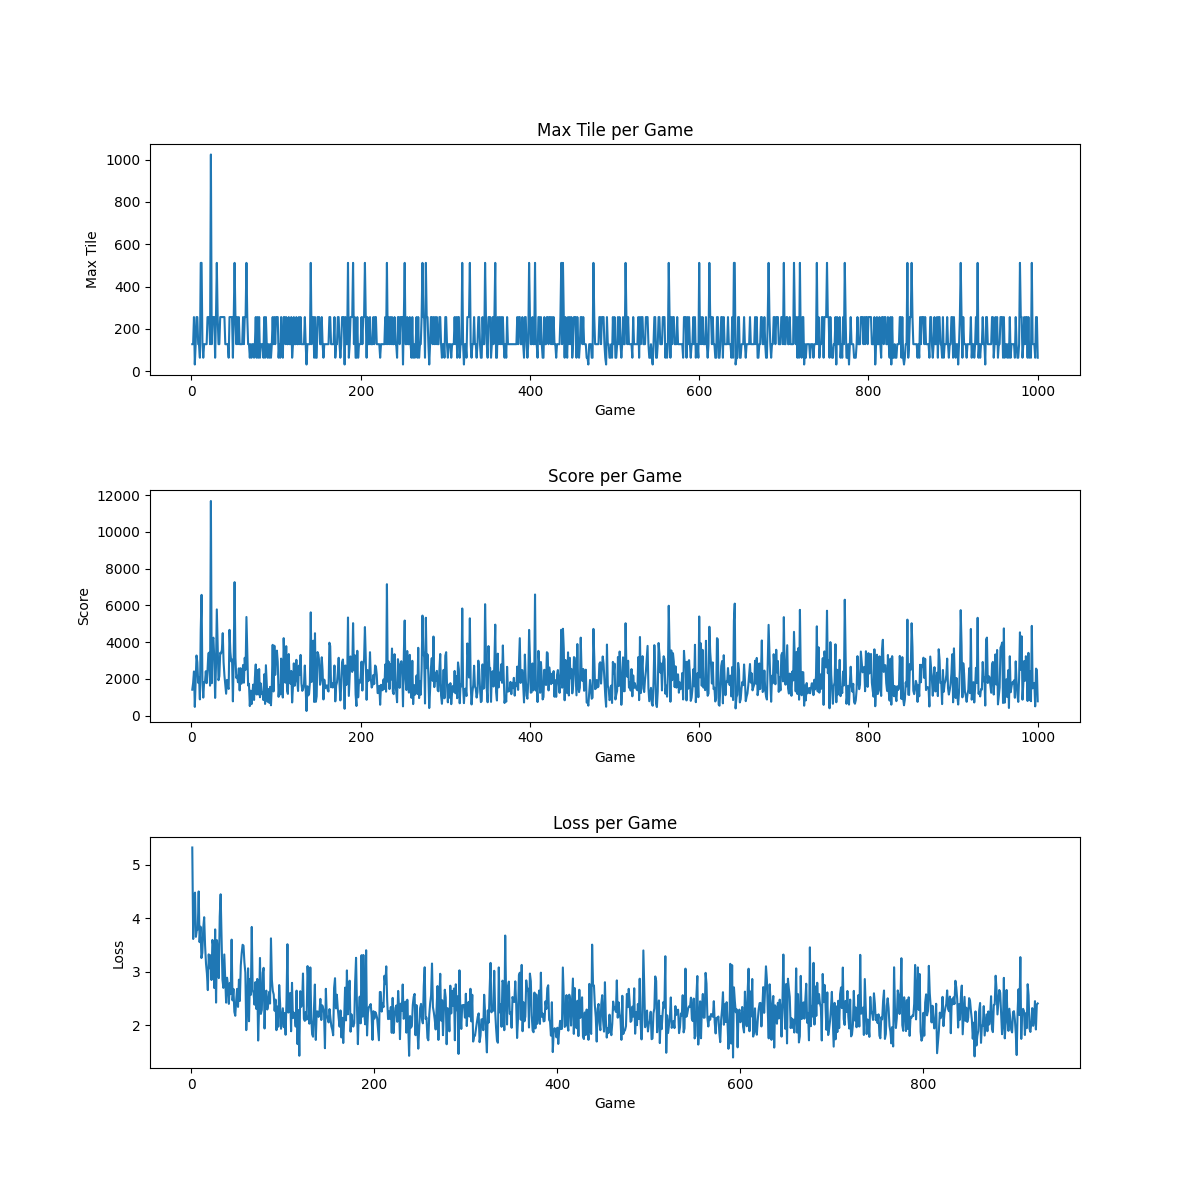 Max Tile per Game
1000
800
600
400
200
0
Max Tile
0 200 400 600 800 1000
Game
Score per Game
12000
10000
8000
6000
4000
2000
0
Score
0 200 400 600 800 1000
Game
Loss per Game
5
4
3
2
Loss
0 200 400 600 800
Game